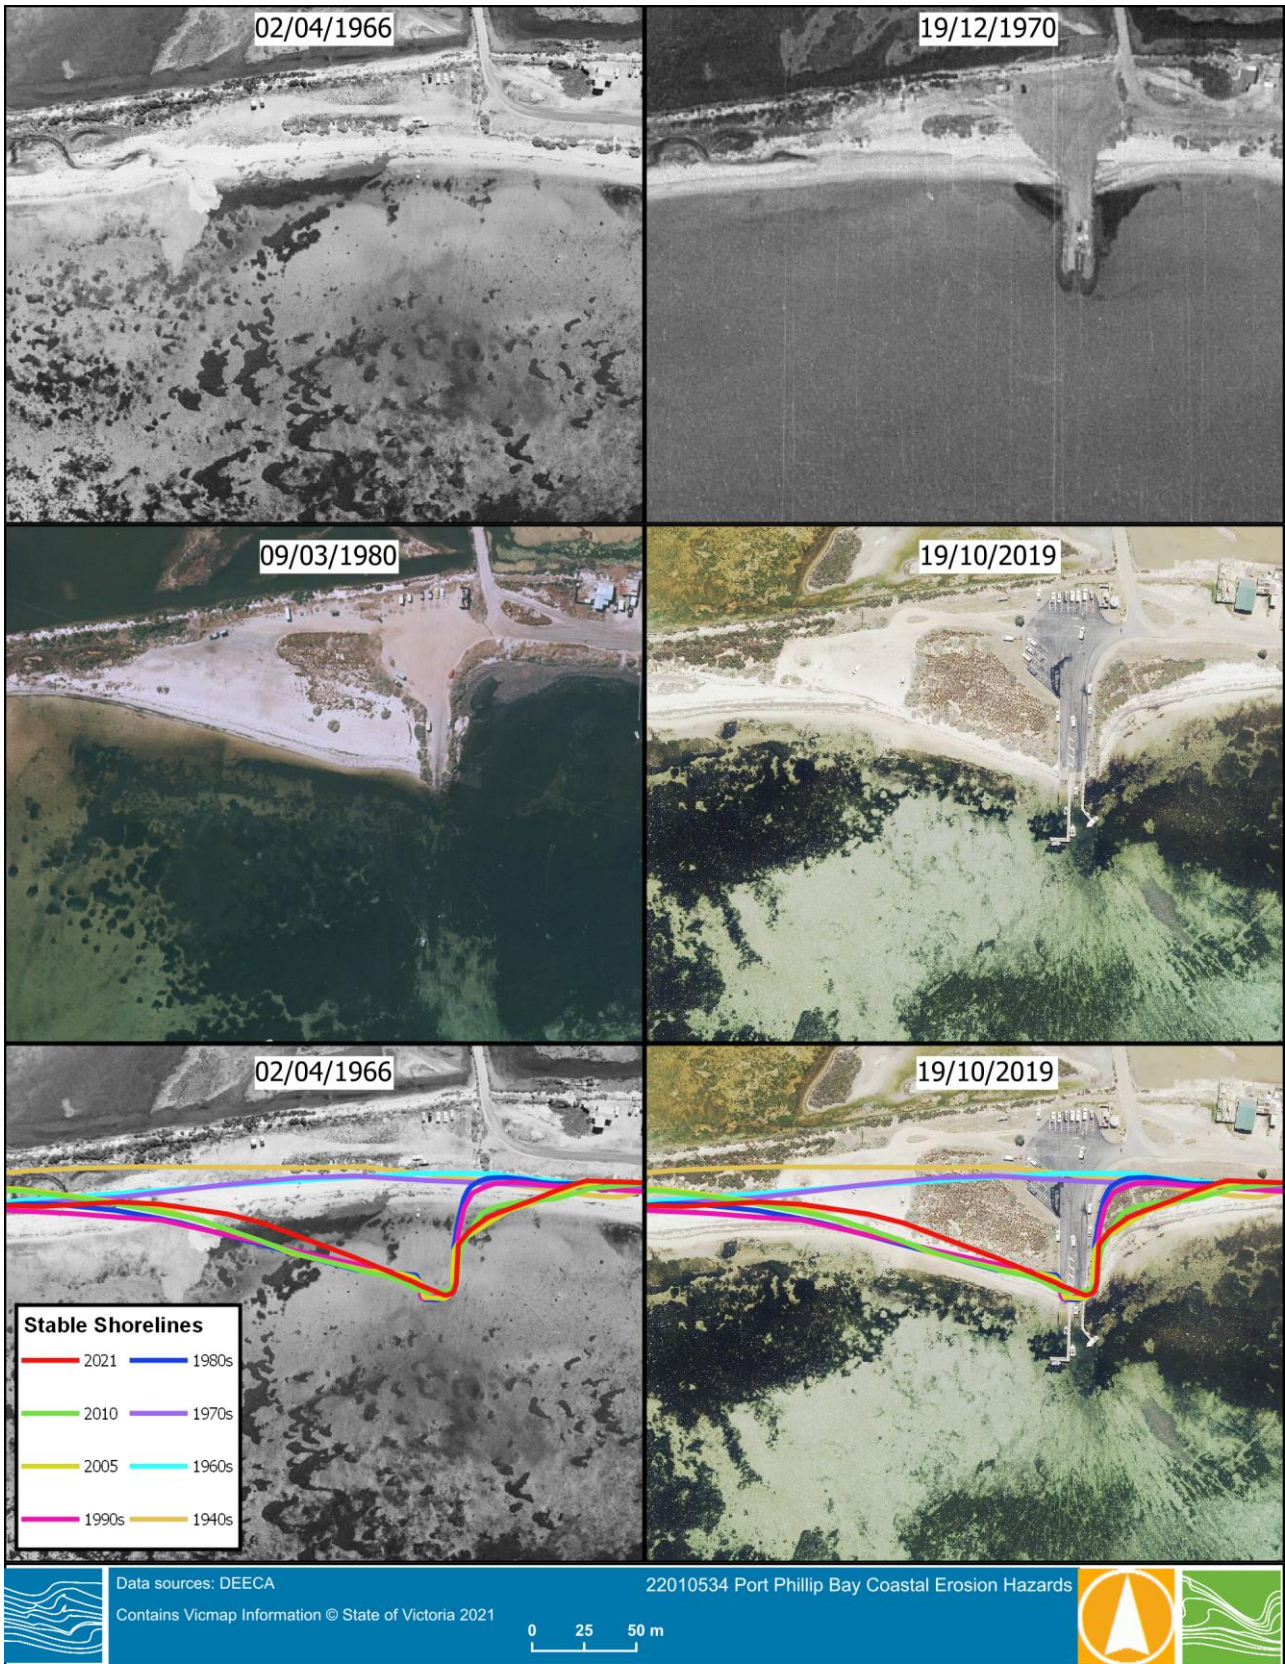 02/04/1966
19/12/1970
09/03/1980
19/10/2019
02/04/1966
19/10/2019
Stable Shorelines
2021 1980s
2010 1970s
2005 1960s
1990s 1940s
Data sources: DEECA
Contains Vicmap Information © State of Victoria 2021
0 25 50 m
22010534 Port Phillip Bay Coastal Erosion Hazards